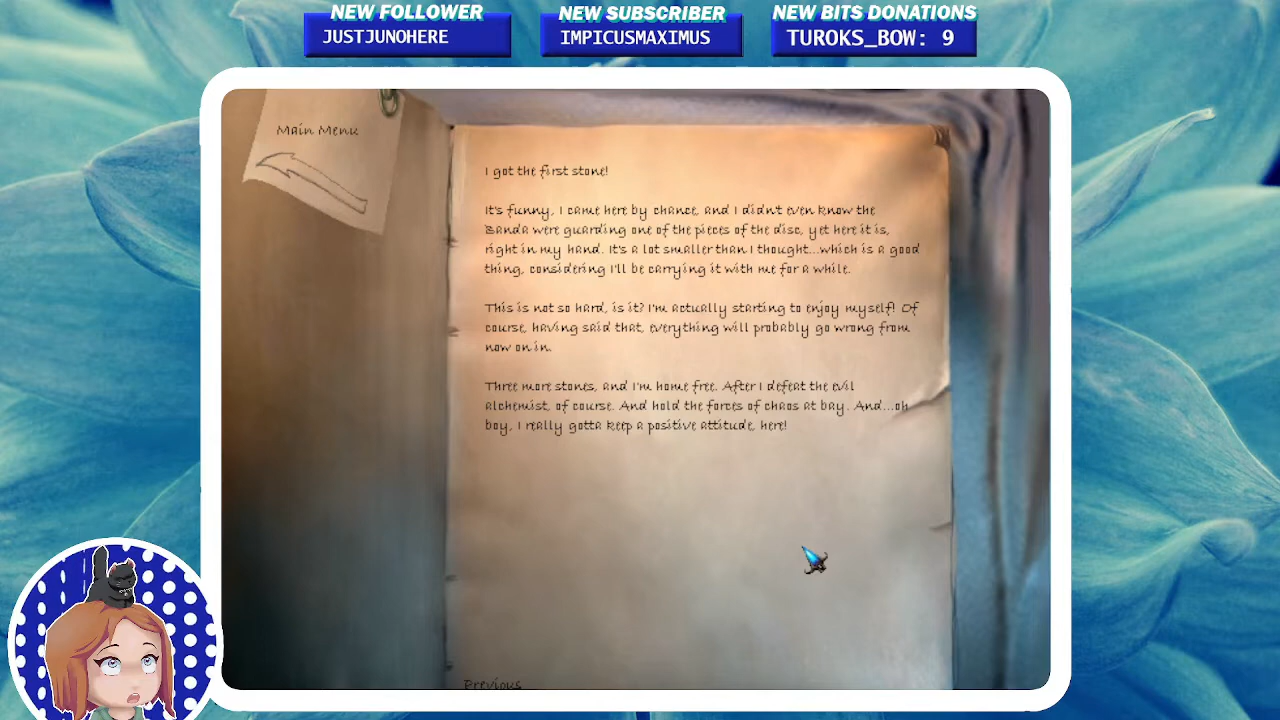 NEW FOLLOWER
JUSTJUNOHERE
NEW SUBSCRIBER
IMPICUSMAXIMUS
NEW BITS DONATIONS
TUROKS_BOW: 9
Main Menu
I got the first stone!
It's funny, I came here by chance, and I didn't even know the
Banda were guarding one of the pieces of the disc, yet here it is,
right in my hand. It's a lot smaller than I thought...which is a good
thing, considering I'll be carrying it with me for a while.
This is not so hard, is it? I'm actually starting to enjoy myself! Of
course, having said that, everything will probably go wrong from
now on in.
Three more stones, and I'm home free. After I defeat the evil
alchemist, of course. And hold the forces of chaos at bay. And...oh
boy, I really gotta keep a positive attitude, here!
Previous